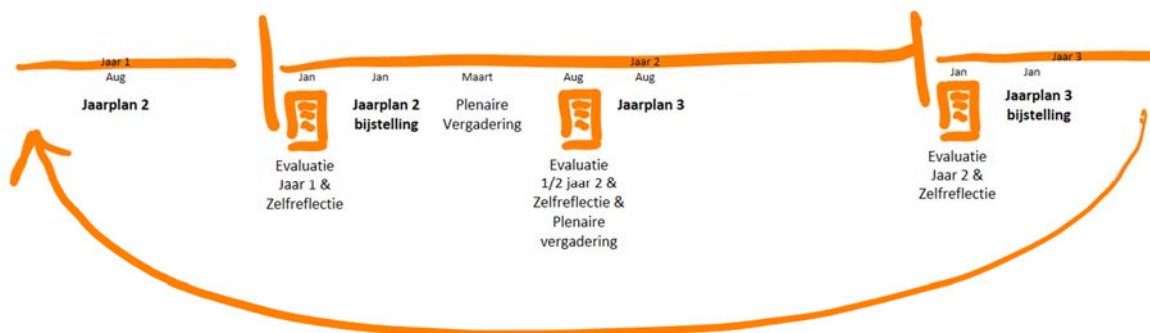 Jaar 1
Aug
Jaarplan 2
Jaar 2
Jan
Evaluatie
Jaar 1 &
Zelfreflectie
Jan
Jaarplan 2
bijstelling
Maart
Plenaire
Vergadering
Aug
Evaluatie
1/2 jaar 2 &
Zelfreflectie &
Plenaire
vergadering
Aug
Jaarplan 3
Jaar 3
Jan
Evaluatie
Jaar 2 &
Zelfreflectie
Jan
Jaarplan 3
bijstelling